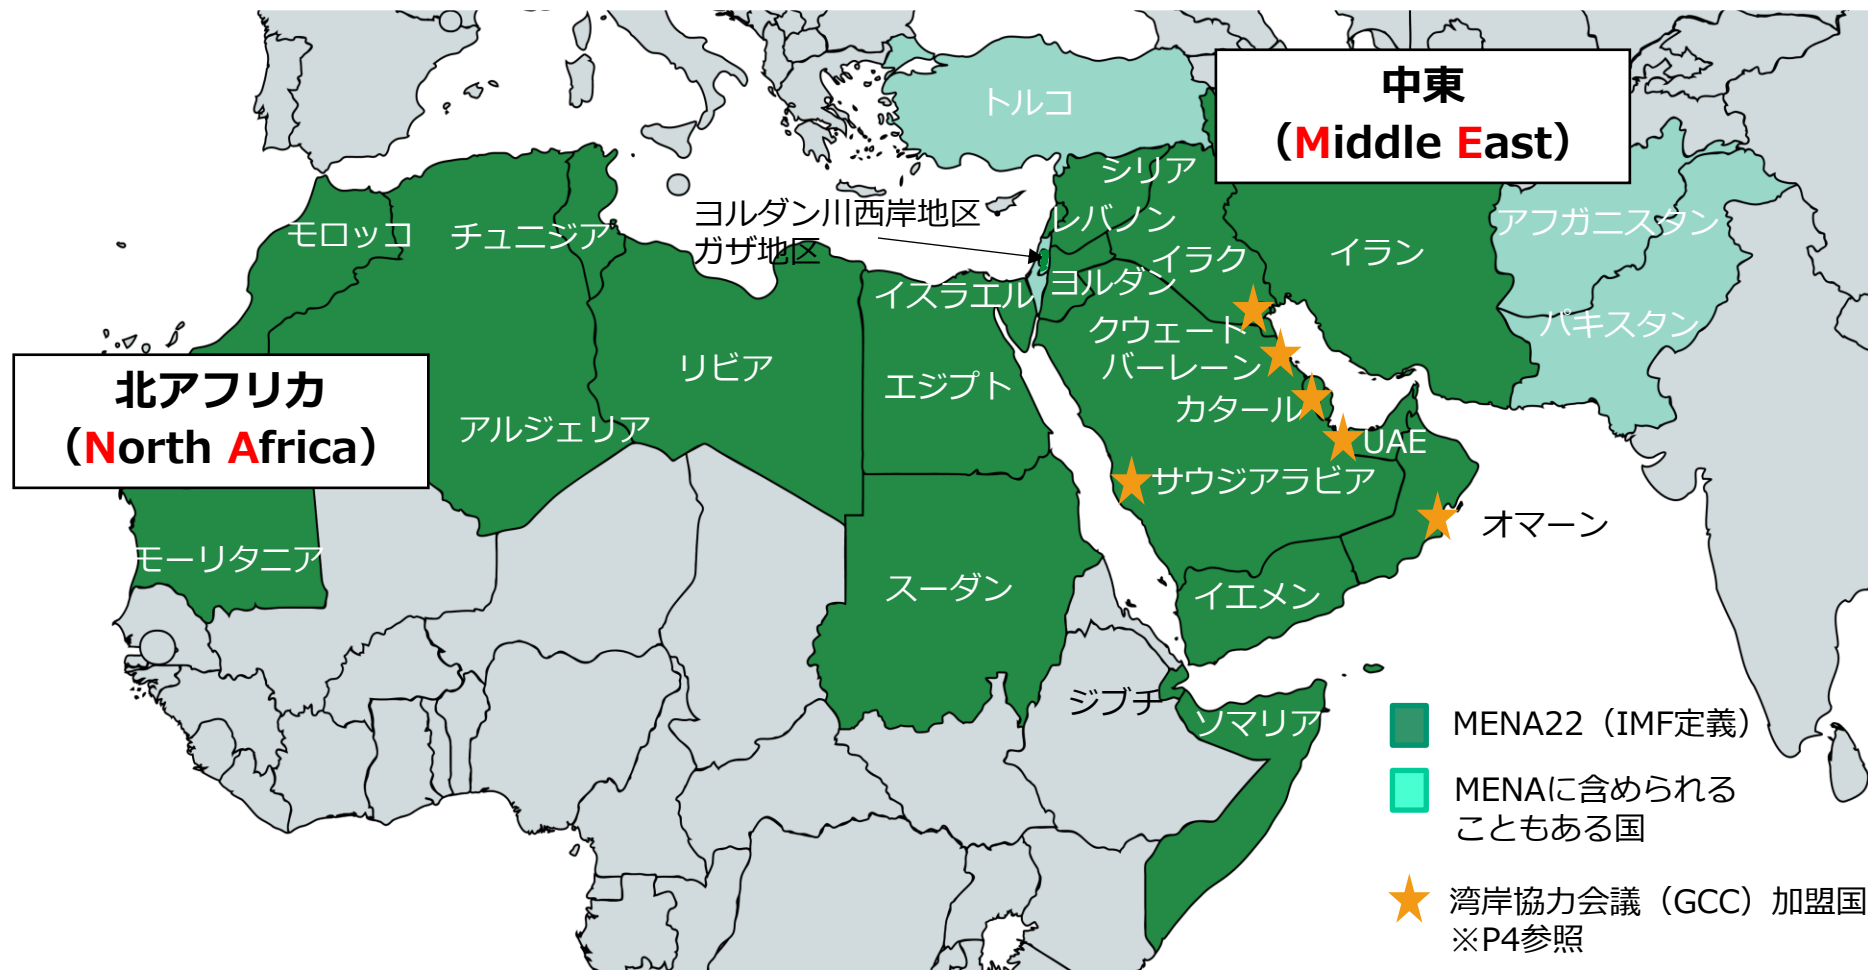 中東
（Middle East）
トルコ
シリア
ヨルダン川西岸地区
ガザ地区
レバノン
アフガニスタン
モロッコ
チュニジア
イラク
イラン
イスラエル
ヨルダン
クウェート
パキスタン
バーレーン
リビア
エジプト
北アフリカ
（North Africa）
カタール
アルジェリア
UAE
サウジアラビア
オマーン
モーリタニア
スーダン
イエメン
ジブチ
ソマリア
MENA22（IMF定義）
MENAに含められる
こともある国
湾岸協力会議（GCC）加盟国
※P4参照